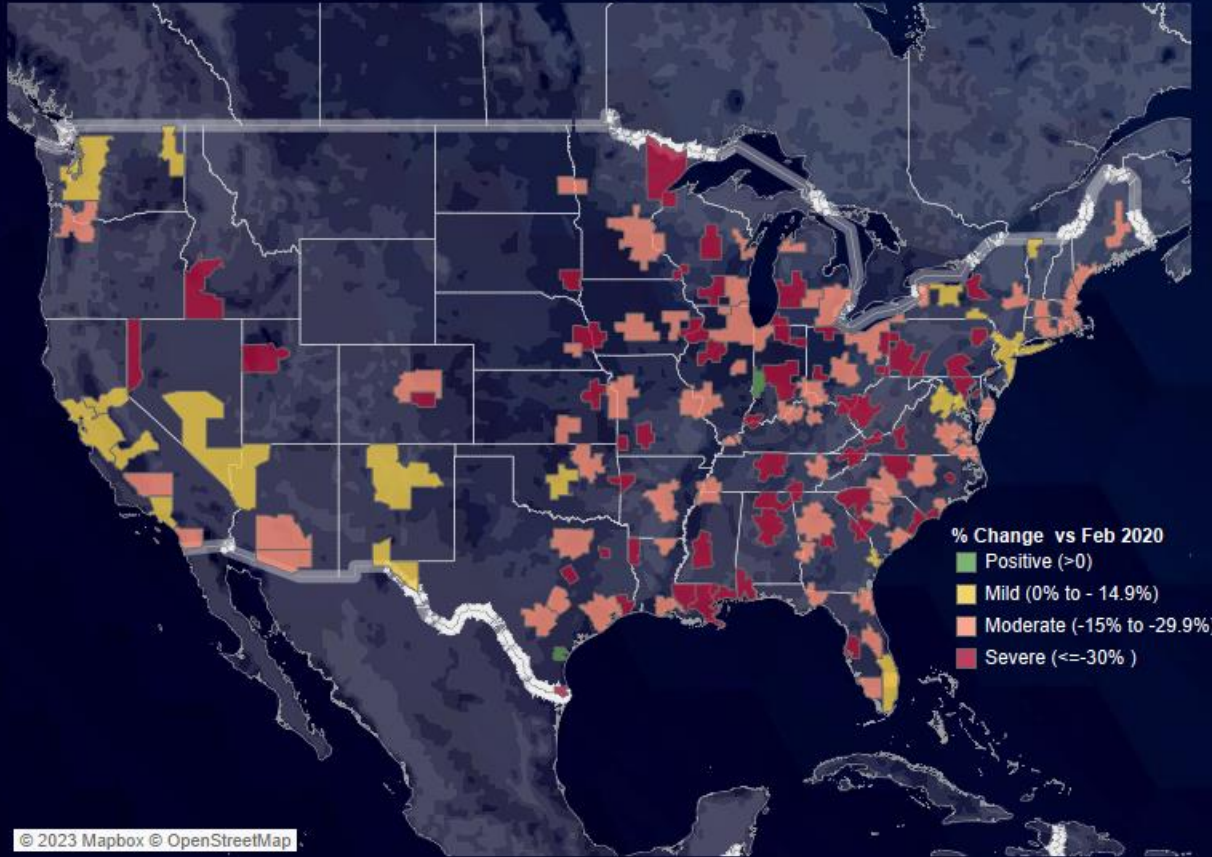 % Change vs Feb 2020
Positive (>0)
Mild (0% to - 14.9%)
Moderate (-15% to -29.9%)
Severe (<=-30% )
© 2023 Mapbox © OpenStreetMap